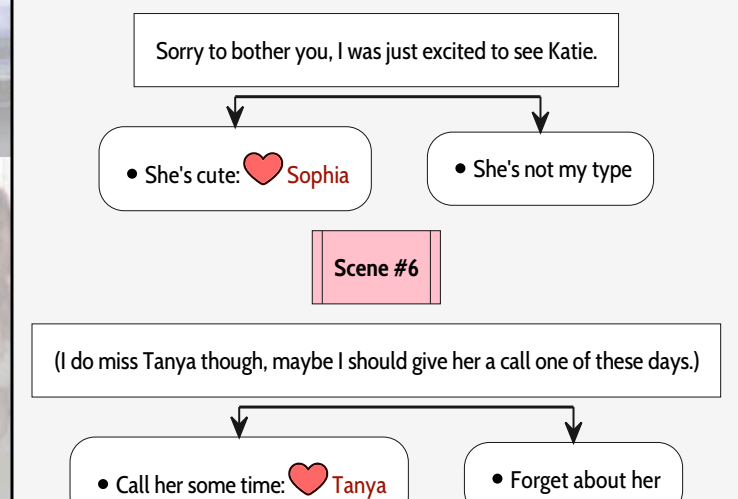 Sorry to bother you, I was just excited to see Katie.
• She's cute: ❤ Sophia
• She's not my type
Scene #6
(I do miss Tanya though, maybe I should give her a call one of these days.)
• Call her some time: ❤ Tanya
• Forget about her